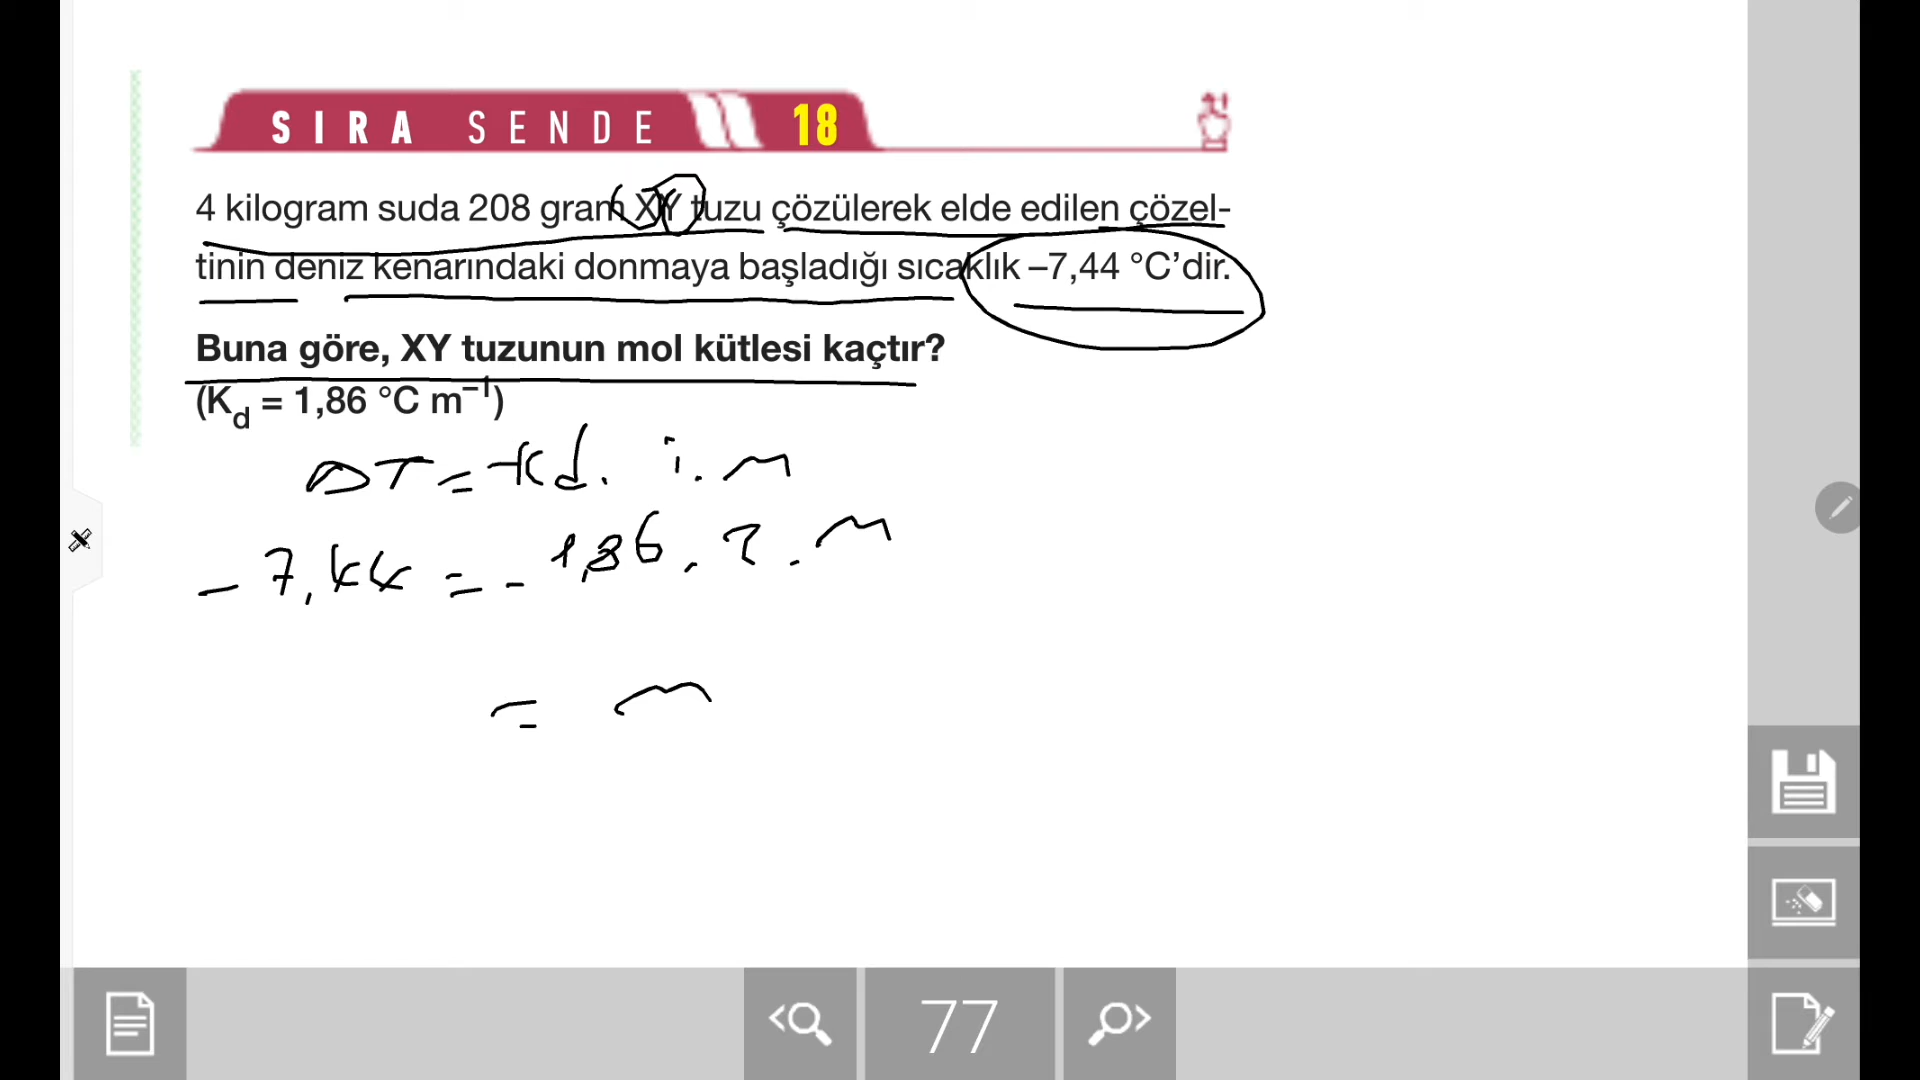 SIRA SENDE 18
4 kilogram suda 208 gram XY tuzu çözülerek elde edilen çözel-
tinin deniz kenarındaki donmaya başladığı sıcaklık –7,44 °C’dir.
Buna göre, XY tuzunun mol kütlesi kaçtır?
(Kd = 1,86 °C m⁻¹)
ΔT = -Kd. i. m
- 7,44 = - 1,86 . 2 . m
= m
77